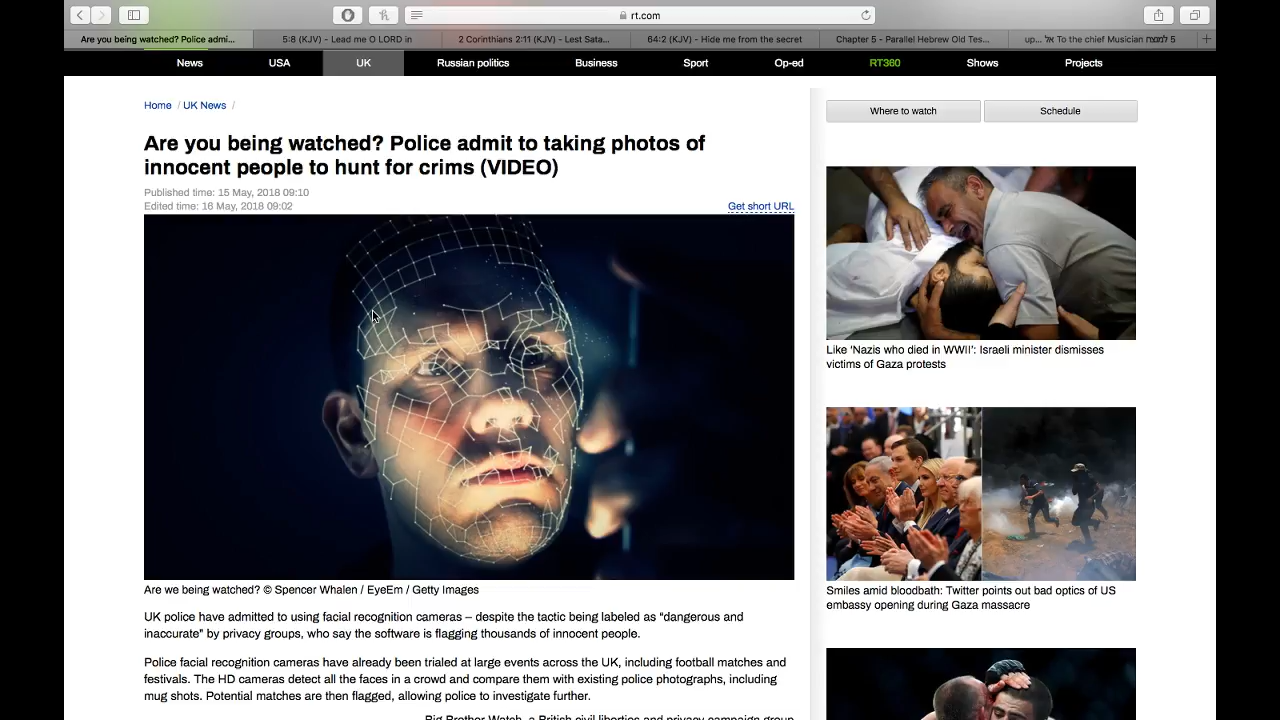 rt.com
Are you being watched? Police admi...
5:8 (KJV) - Lead me O LORD in
2 Corinthians 2:11 (KJV) - Lest Sata...
64:2 (KJV) - Hide me from the secret
Chapter 5 - Parallel Hebrew Old Tes...
News
USA
UK
Russian politics
Business
Sport
Op-ed
RT360
Shows
Projects
Home / UK News /
Are you being watched? Police admit to taking photos of
innocent people to hunt for crims (VIDEO)
Published time: 15 May, 2018 09:10
Edited time: 16 May, 2018 09:02
Get short URL
Are we being watched? © Spencer Whalen / EyeEm / Getty Images
UK police have admitted to using facial recognition cameras – despite the tactic being labeled as “dangerous and
inaccurate” by privacy groups, who say the software is flagging thousands of innocent people.
Police facial recognition cameras have already been trialed at large events across the UK, including football matches and
festivals. The HD cameras detect all the faces in a crowd and compare them with existing police photographs, including
mug shots. Potential matches are then flagged, allowing police to investigate further.
Big Brother Watch, a British civil liberties and privacy campaign group
Where to watch
Schedule
Like ‘Nazis who died in WWII’: Israeli minister dismisses
victims of Gaza protests
Smiles amid bloodbath: Twitter points out bad optics of US
embassy opening during Gaza massacre